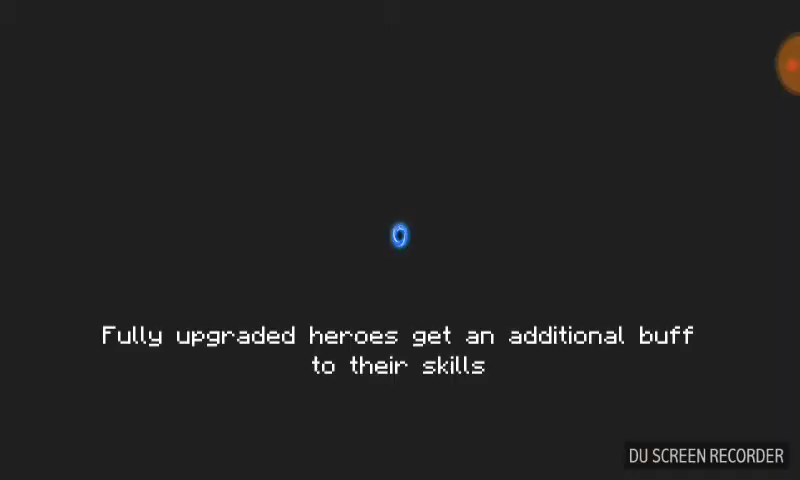 Fully upgraded heroes get an additional buff
to their skills
DU SCREEN RECORDER